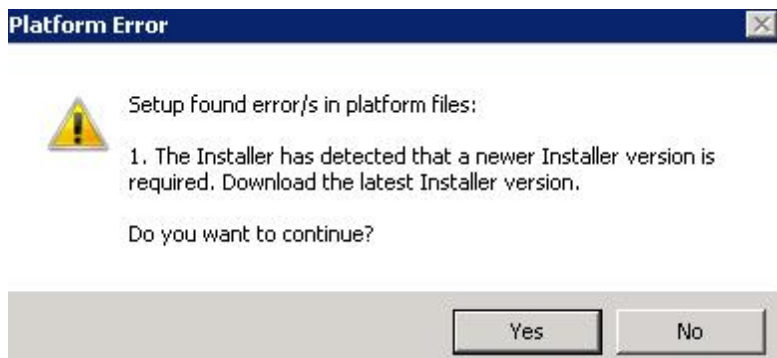 Platform Error
Setup found error/s in platform files:
1. The Installer has detected that a newer Installer version is
required. Download the latest Installer version.
Do you want to continue?
Yes
No